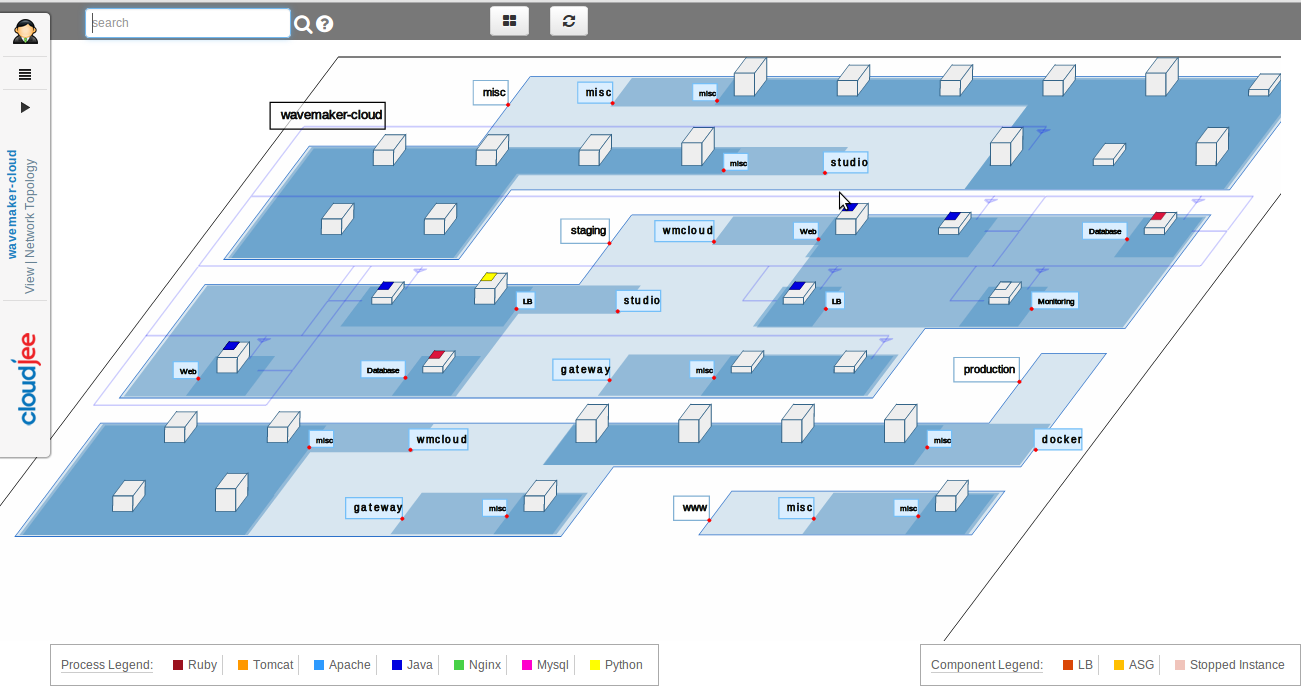 search
?
wavemaker-cloud
View | Network Topology
cloudjee
wavemaker-cloud
misc
misc
misc
misc
studio
staging
wmcloud
Web
Database
LB
studio
LB
Monitoring
Web
Database
gateway
misc
production
misc
wmcloud
misc
docker
gateway
misc
www
misc
misc
Process Legend: Ruby Tomcat Apache Java Nginx Mysql Python
Component Legend: LB ASG Stopped Instance